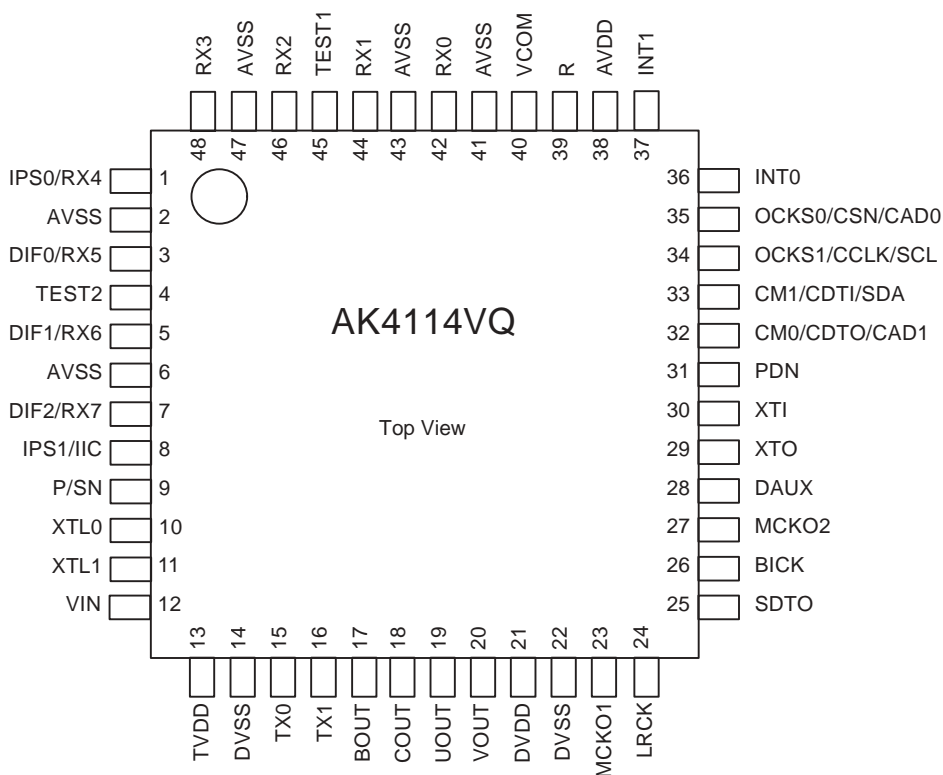 RX3
AVSS
RX2
TEST1
RX1
AVSS
RX0
AVSS
VCOM
R
AVDD
INT1
48
47
46
45
44
43
42
41
40
39
38
37
IPS0/RX4 1
AVSS 2
DIF0/RX5 3
TEST2 4
DIF1/RX6 5
AVSS 6
DIF2/RX7 7
IPS1/IIC 8
P/SN 9
XTL0 10
XTL1 11
VIN 12
AK4114VQ
Top View
36 INT0
35 OCKS0/CSN/CAD0
34 OCKS1/CCLK/SCL
33 CM1/CDTI/SDA
32 CM0/CDTO/CAD1
31 PDN
30 XTI
29 XTO
28 DAUX
27 MCKO2
26 BICK
25 SDTO
13
14
15
16
17
18
19
20
21
22
23
24
TVDD
DVSS
TX0
TX1
BOUT
COUT
UOUT
VOUT
DVDD
DVSS
MCKO1
LRCK